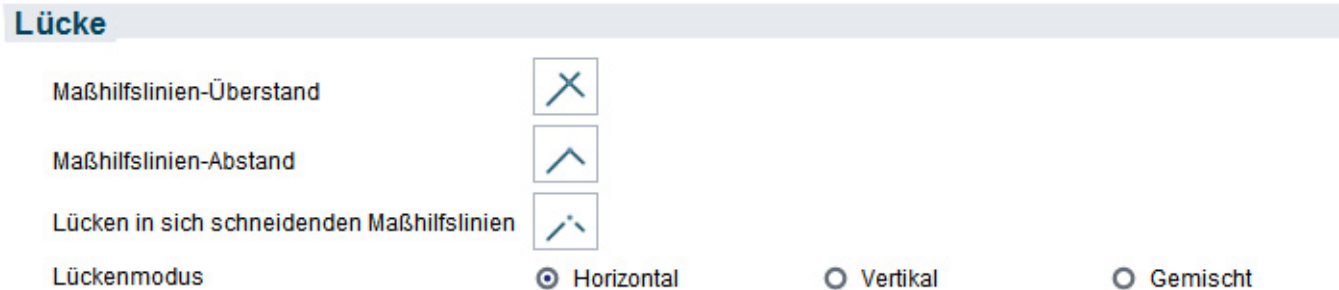 Lücke
Maßhilfslinien-Überstand
Maßhilfslinien-Abstand
Lücken in sich schneidenden Maßhilfslinien
Lückenmodus Horizontal Vertikal Gemischt